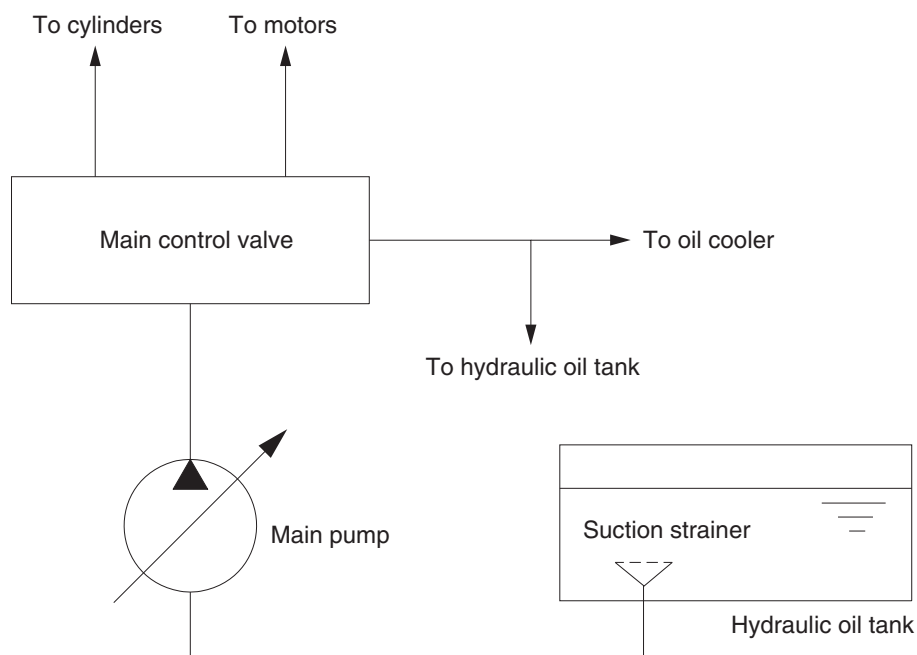 To cylinders
To motors
Main control valve
To oil cooler
To hydraulic oil tank
Main pump
Suction strainer
Hydraulic oil tank